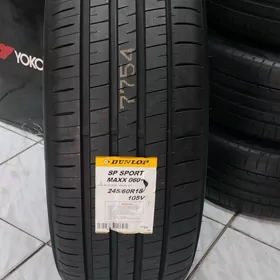 7754
YOKO
DUNLOP
SP SPORT
MAXX 060+
245/60R18
105V